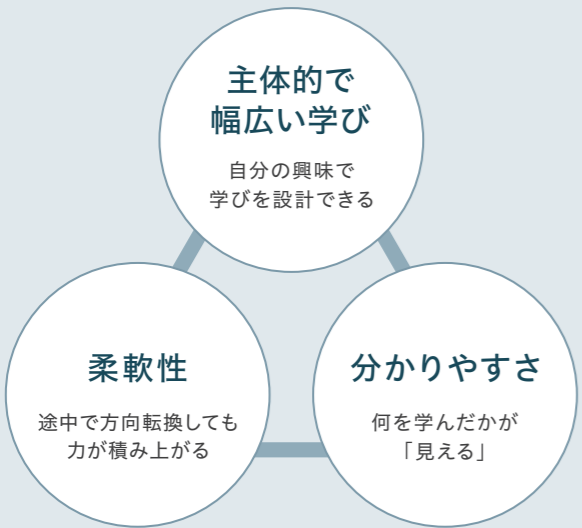 主体的で
幅広い学び
自分の興味で
学びを設計できる
柔軟性
途中で方向転換しても
力が積み上がる
分かりやすさ
何を学んだかが
「見える」